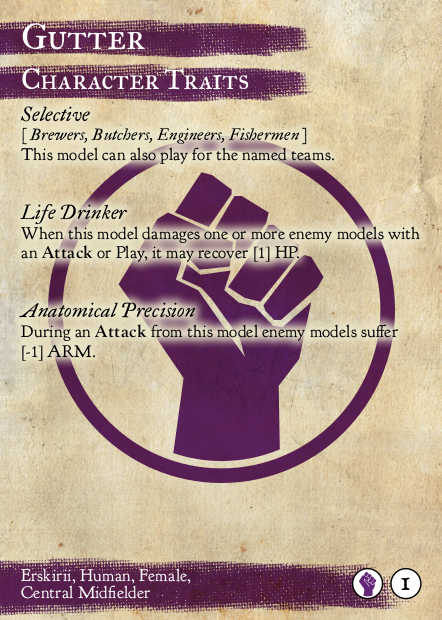 Gutter
Character Traits
Selective
[ Brewers, Butchers, Engineers, Fishermen ]
This model can also play for the named teams.
Life Drinker
When this model damages one or more enemy models with
an Attack or Play, it may recover [1] HP.
Anatomical Precision
During an Attack from this model enemy models suffer
[-1] ARM.
Erskirii, Human, Female,
Central Midfielder
1